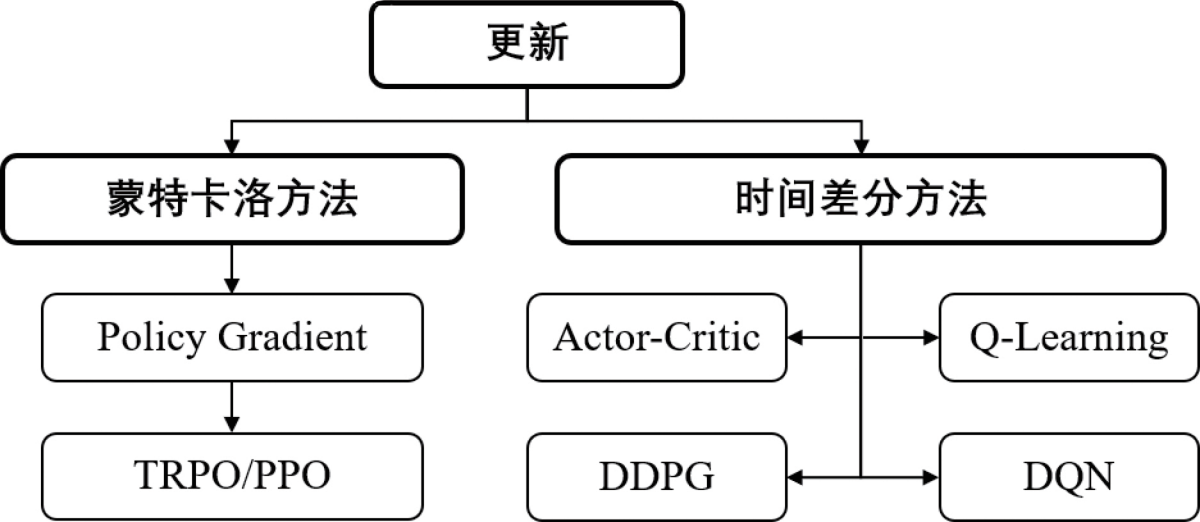 更新
蒙特卡洛方法
时间差分方法
Policy Gradient
Actor-Critic
Q-Learning
TRPO/PPO
DDPG
DQN